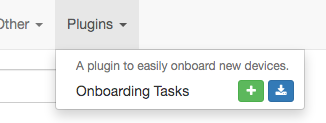 Other Plugins
A plugin to easily onboard new devices.
Onboarding Tasks